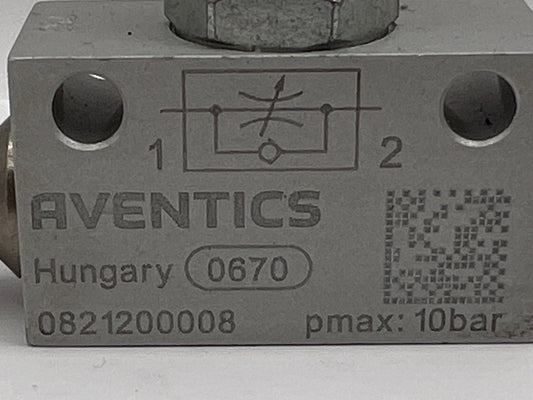 1 2
AVENTICS
Hungary 0670
0821200008 pmax: 10bar